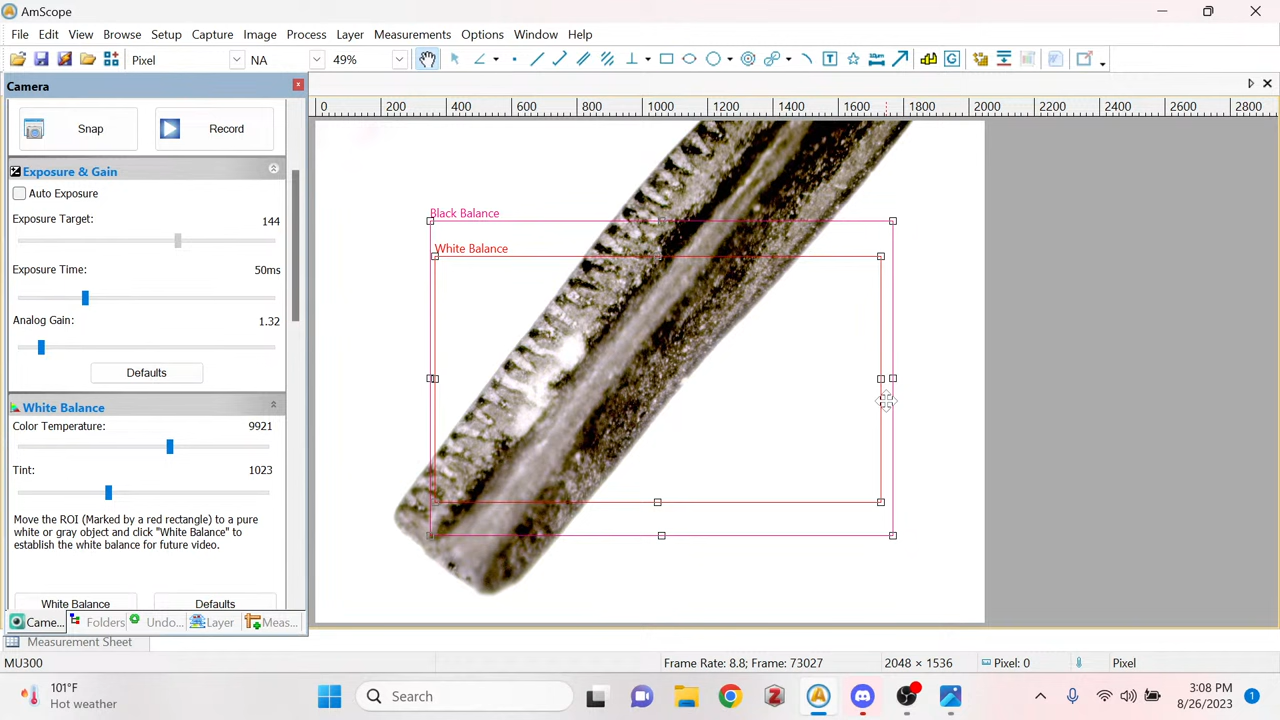 AmScope
File Edit View Browse Setup Capture Image Process Layer Measurements Options Window Help
Pixel NA 49%
Camera
0 200 400 600 800 1000 1200 1400 1600 1800 2000 2200 2400 2600 2800
Snap Record
Exposure & Gain
Auto Exposure
Exposure Target: 144
Exposure Time: 50ms
Analog Gain: 1.32
Defaults
White Balance
Color Temperature: 9921
Tint: 1023
Move the ROI (Marked by a red rectangle) to a pure
white or gray object and click "White Balance" to
establish the white balance for future video.
White Balance Defaults
Black Balance
White Balance
Came... Folders Undo... Layer Meas...
Measurement Sheet
MU300 Frame Rate: 8.8; Frame: 73027 2048 × 1536 Pixel: 0 Pixel
101°F
Hot weather
Search
3:08 PM
8/26/2023
1